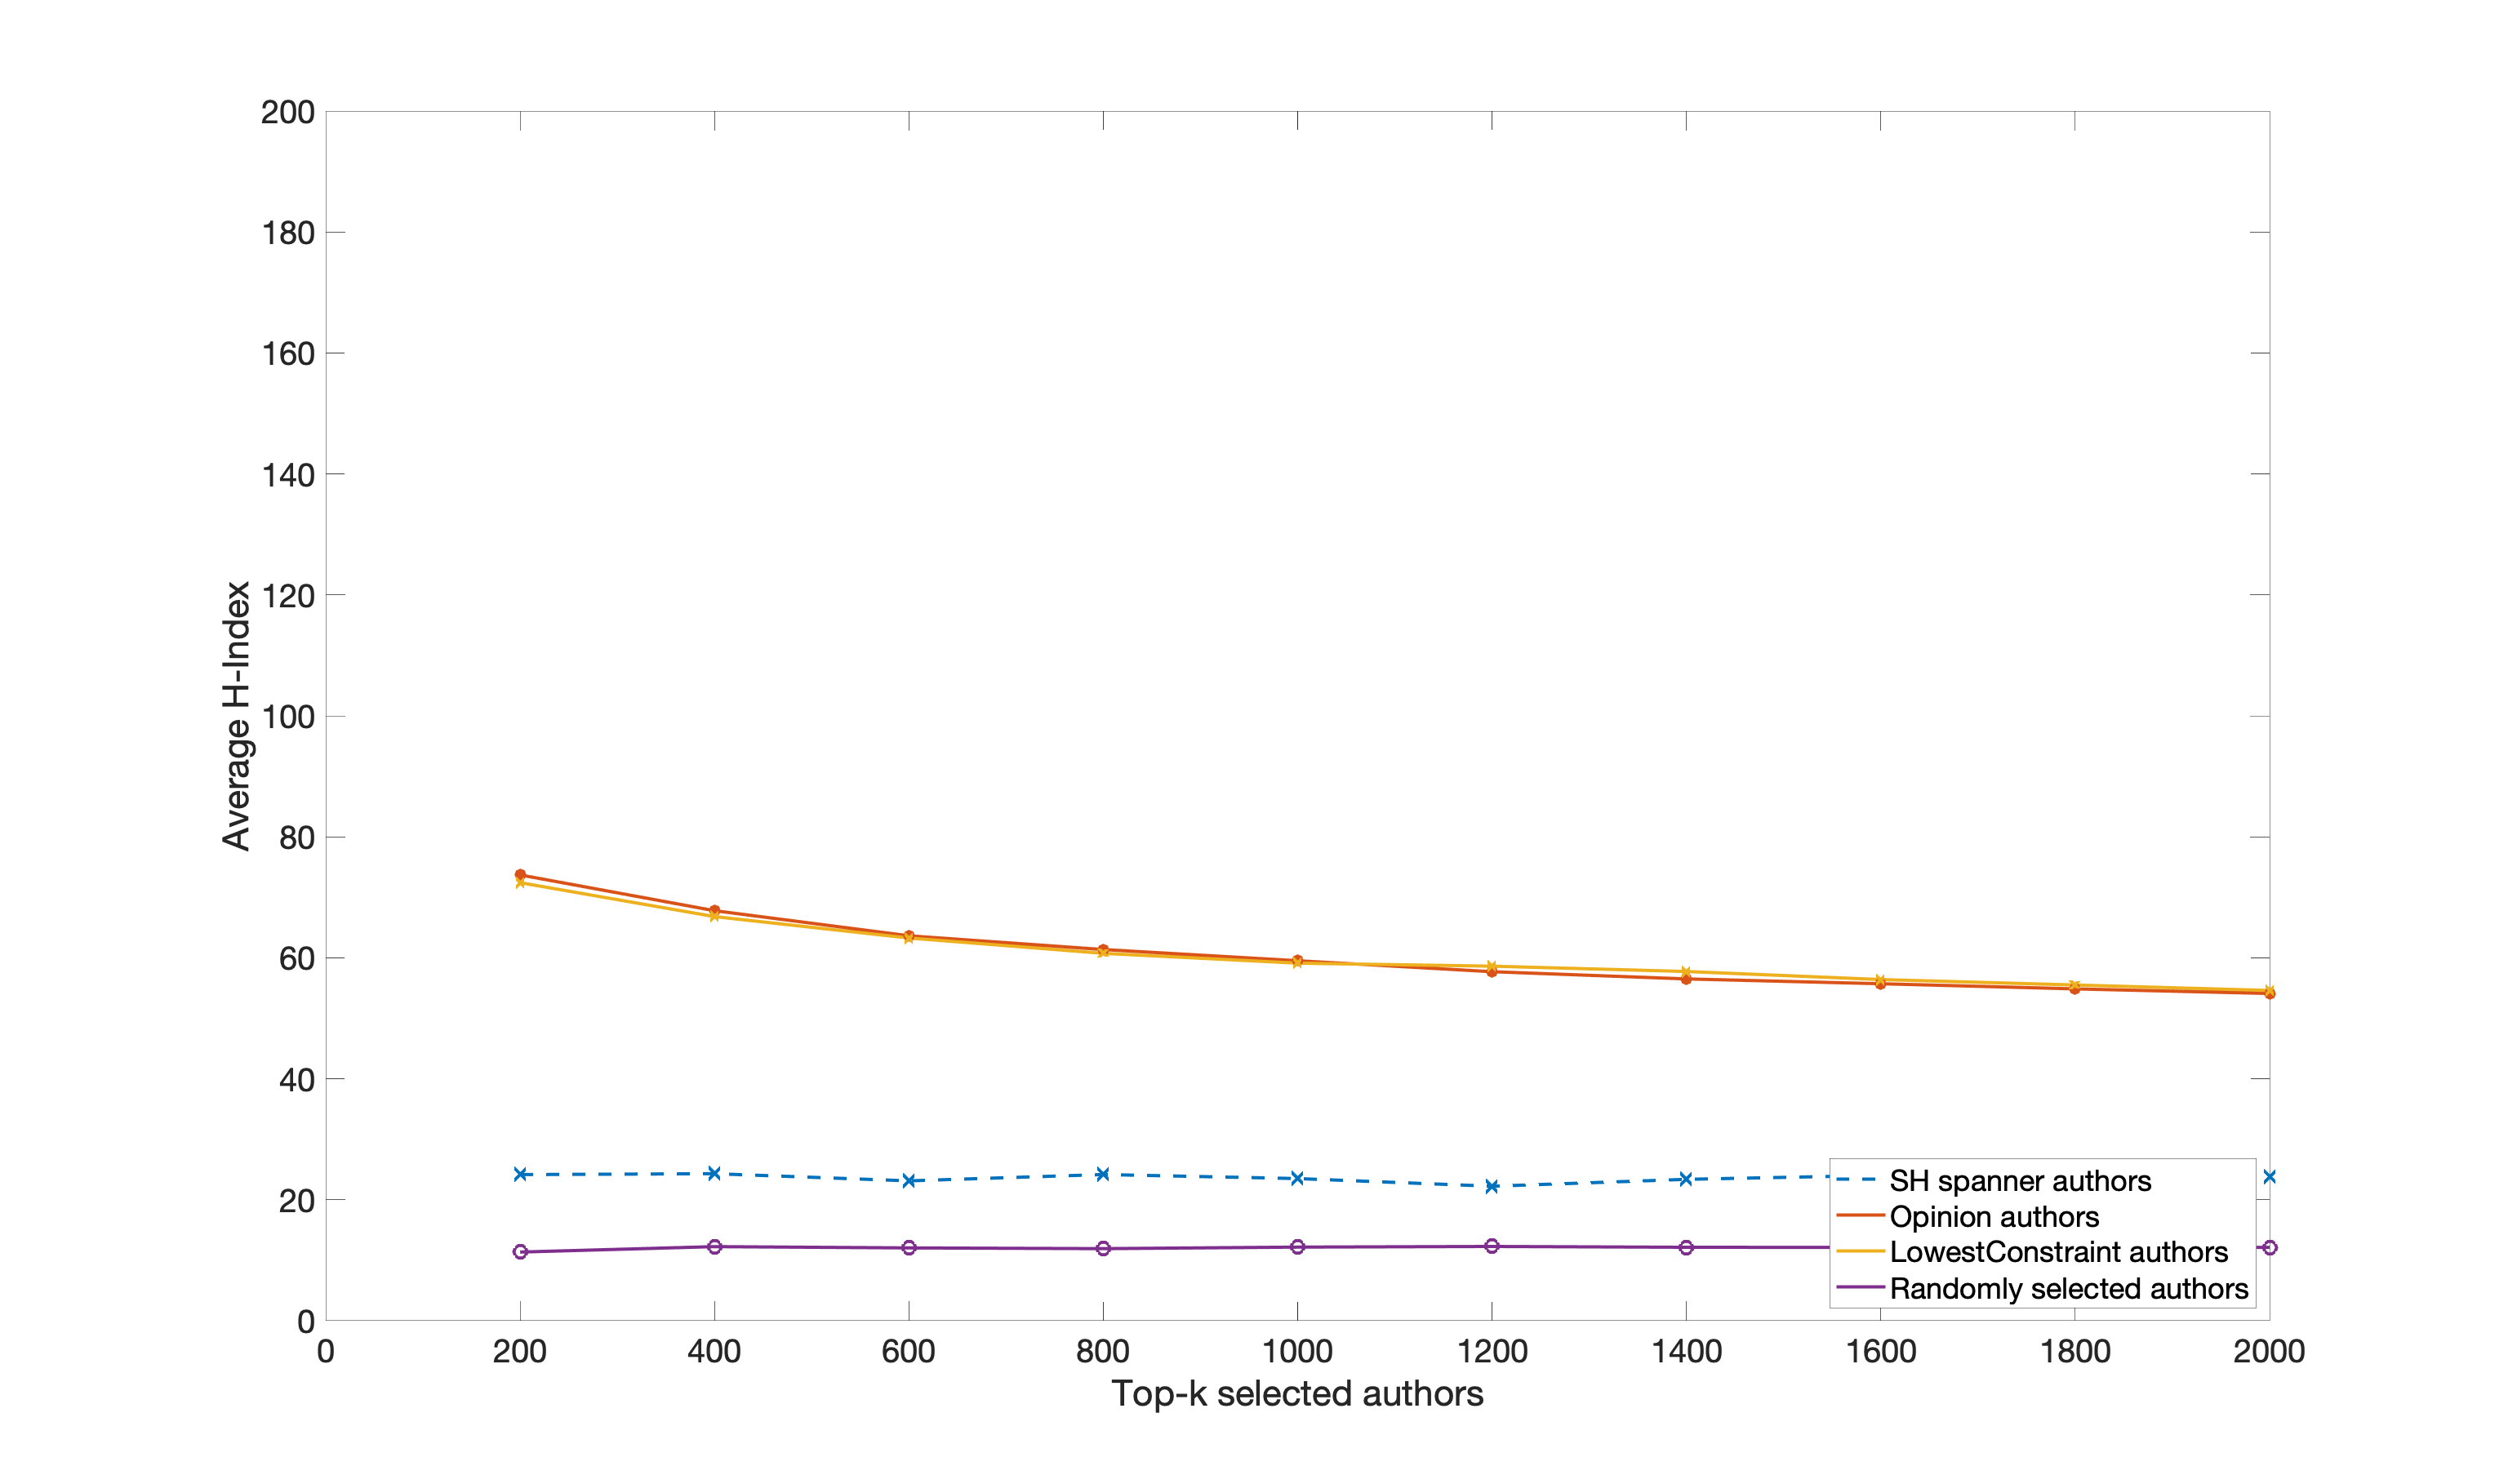 200
180
160
140
120
100
80
60
40
20
0
Average H-Index
0 200 400 600 800 1000 1200 1400 1600 1800 2000
Top-k selected authors
SH spanner authors
Opinion authors
LowestConstraint authors
Randomly selected authors